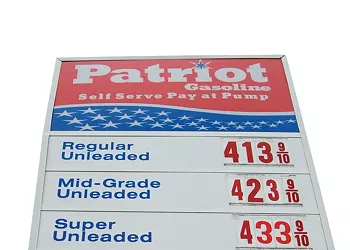 Patriot
Gasoline
Self Serve Pay at Pump
Regular
Unleaded
413 9/10
Mid-Grade
Unleaded
423 9/10
Super
Unleaded
433 9/10